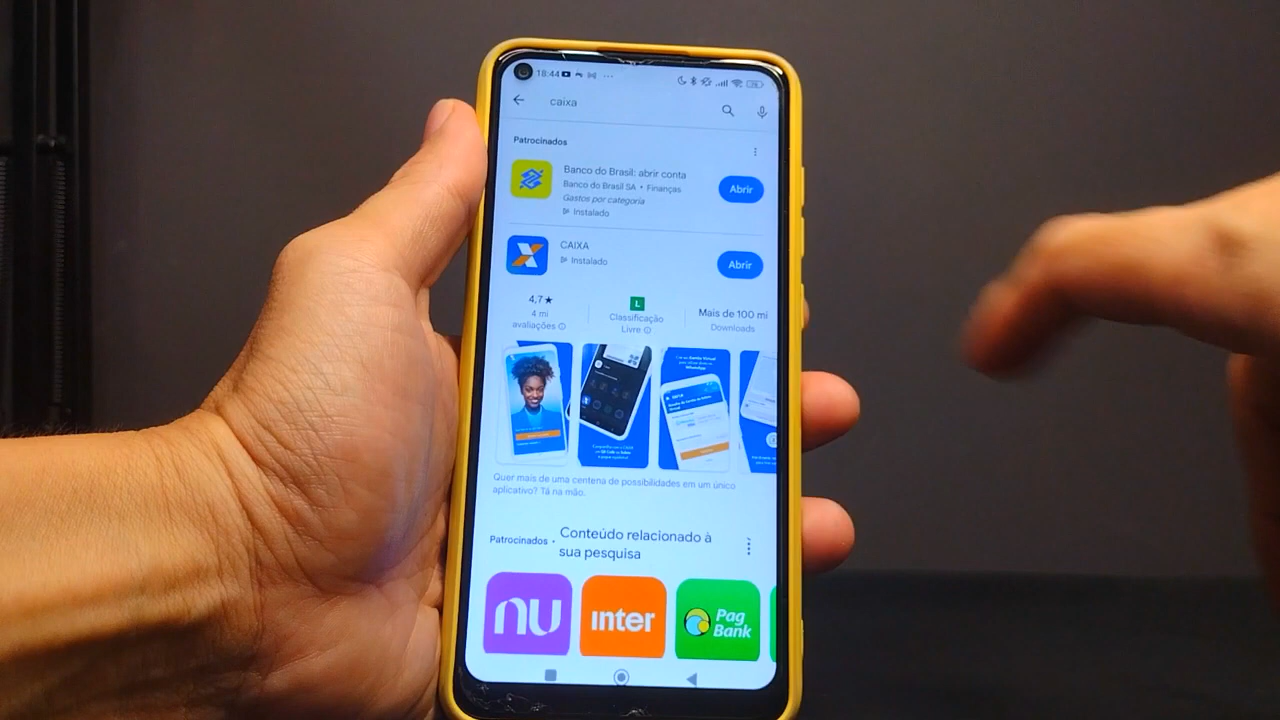 18:44
caixa
Patrocinados
Banco do Brasil: abrir conta
Banco do Brasil SA • Finanças
Gastos por categoria
Instalado
Abrir
CAIXA
Instalado
Abrir
4,7★
4 mi
avaliações
L
Classificação
Livre
Mais de 100 mi
Downloads
Quer mais de uma centena de possibilidades em um único
aplicativo? Tá na mão.
Patrocinados •
Conteúdo relacionado à
sua pesquisa
nu
inter
Pag
Bank